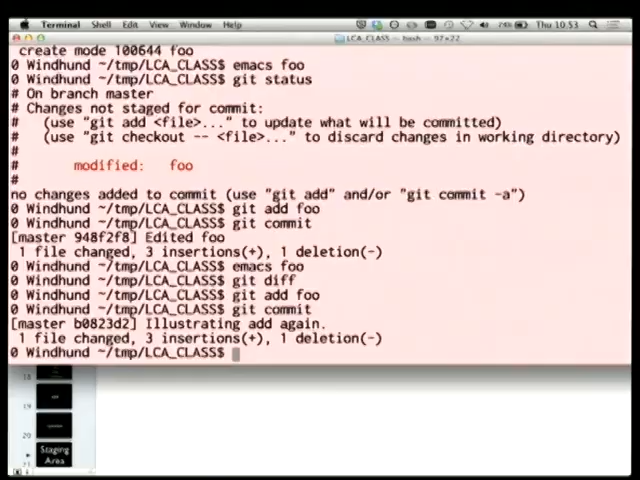 Terminal Shell Edit View Window Help Thu 10.53
LCA_CLASS — bash — 97×22
create mode 100644 foo
0 Windhund ~/tmp/LCA_CLASS$ emacs foo
0 Windhund ~/tmp/LCA_CLASS$ git status
# On branch master
# Changes not staged for commit:
#   (use "git add <file>..." to update what will be committed)
#   (use "git checkout -- <file>..." to discard changes in working directory)
#
#       modified:   foo
#
no changes added to commit (use "git add" and/or "git commit -a")
0 Windhund ~/tmp/LCA_CLASS$ git add foo
0 Windhund ~/tmp/LCA_CLASS$ git commit
[master 948f2f8] Edited foo
1 file changed, 3 insertions(+), 1 deletion(-)
0 Windhund ~/tmp/LCA_CLASS$ emacs foo
0 Windhund ~/tmp/LCA_CLASS$ git diff
0 Windhund ~/tmp/LCA_CLASS$ git add foo
0 Windhund ~/tmp/LCA_CLASS$ git commit
[master b0823d2] Illustrating add again.
1 file changed, 3 insertions(+), 1 deletion(-)
0 Windhund ~/tmp/LCA_CLASS$
18
19
20
Staging
Area
21